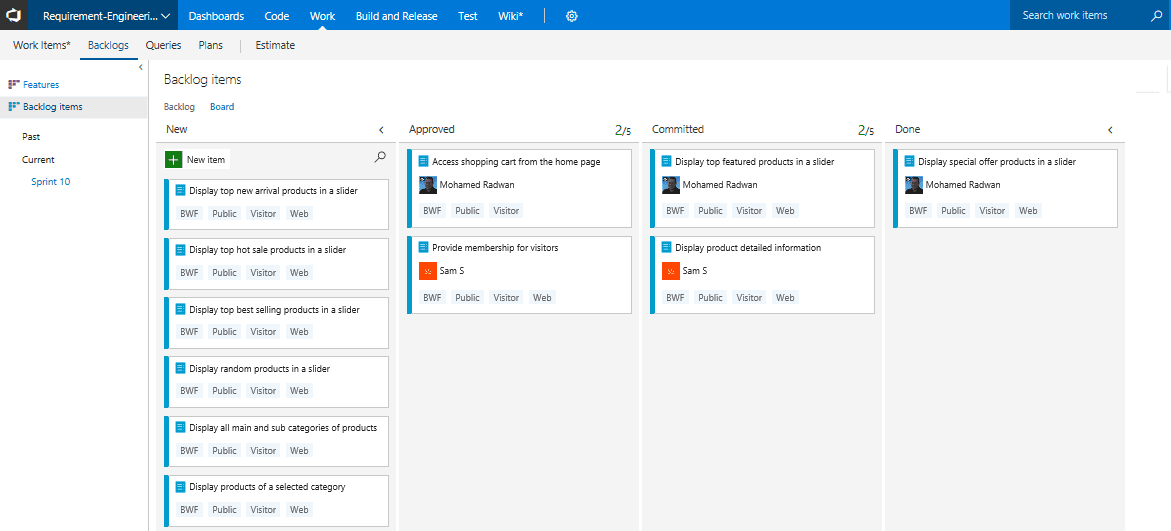 Requirement-Engineeri... Dashboards Code Work Build and Release Test Wiki* Search work items
Work Items* Backlogs Queries Plans Estimate
Features
Backlog items
Past
Current
Sprint 10
Backlog items
Backlog Board
New
New item
Display top new arrival products in a slider
BWF Public Visitor Web
Display top hot sale products in a slider
BWF Public Visitor Web
Display top best selling products in a slider
BWF Public Visitor Web
Display random products in a slider
BWF Public Visitor Web
Display all main and sub categories of products
BWF Public Visitor Web
Display products of a selected category
BWF Public Visitor Web
Approved 2/5
Access shopping cart from the home page
Mohamed Radwan
BWF Public Visitor
Provide membership for visitors
Sam S
BWF Public Visitor Web
Committed 2/5
Display top featured products in a slider
Mohamed Radwan
BWF Public Visitor Web
Display product detailed information
Sam S
BWF Public Visitor Web
Done
Display special offer products in a slider
Mohamed Radwan
BWF Public Visitor Web